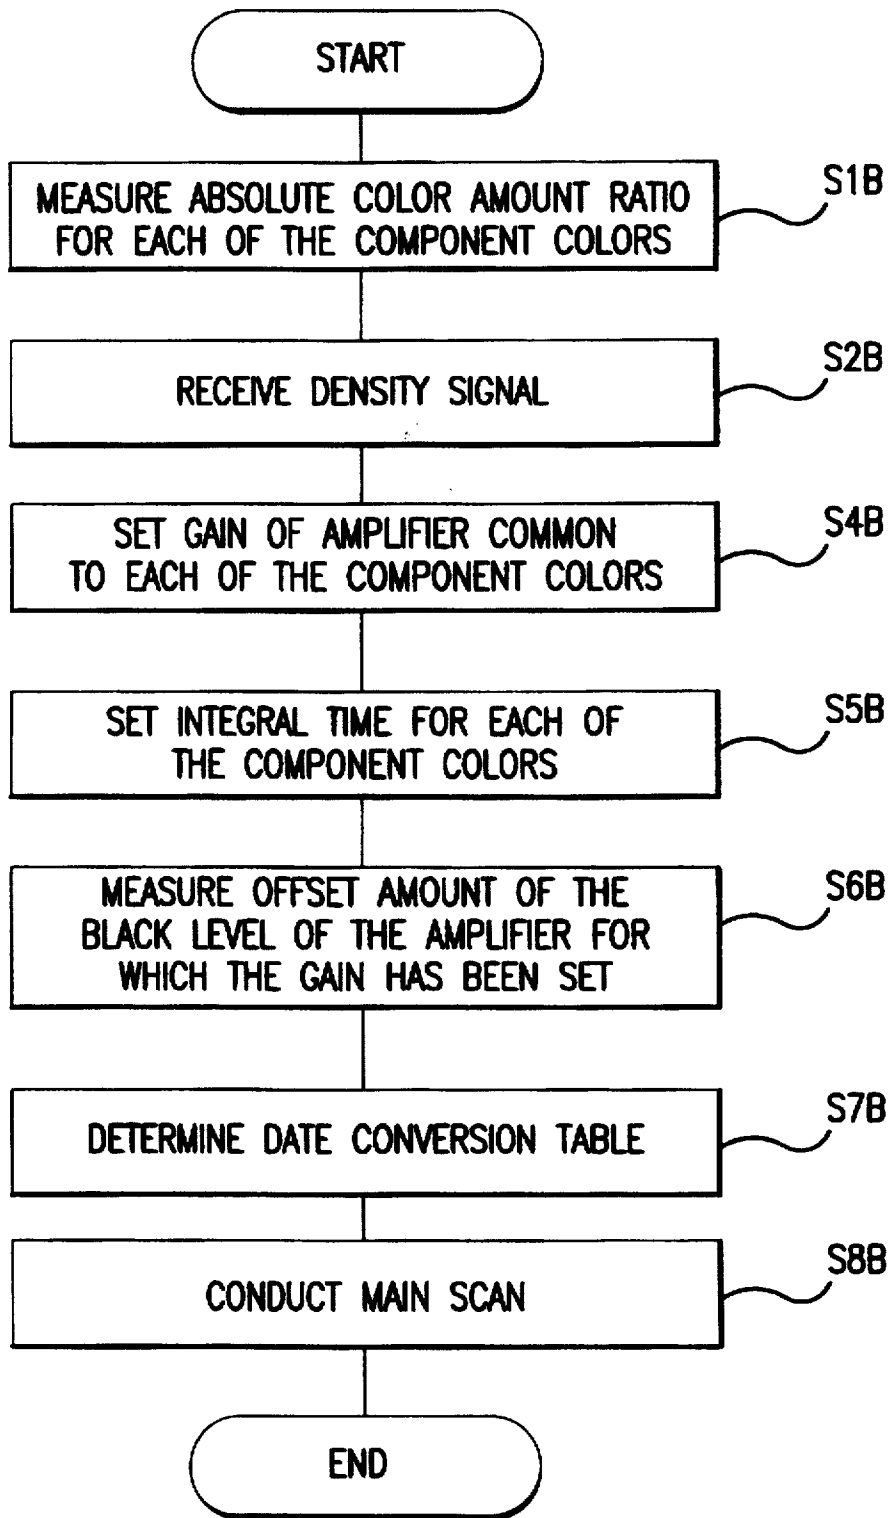 START
MEASURE ABSOLUTE COLOR AMOUNT RATIO
FOR EACH OF THE COMPONENT COLORS
S1B
RECEIVE DENSITY SIGNAL
S2B
SET GAIN OF AMPLIFIER COMMON
TO EACH OF THE COMPONENT COLORS
S4B
SET INTEGRAL TIME FOR EACH OF
THE COMPONENT COLORS
S5B
MEASURE OFFSET AMOUNT OF THE
BLACK LEVEL OF THE AMPLIFIER FOR
WHICH THE GAIN HAS BEEN SET
S6B
DETERMINE DATE CONVERSION TABLE
S7B
CONDUCT MAIN SCAN
S8B
END